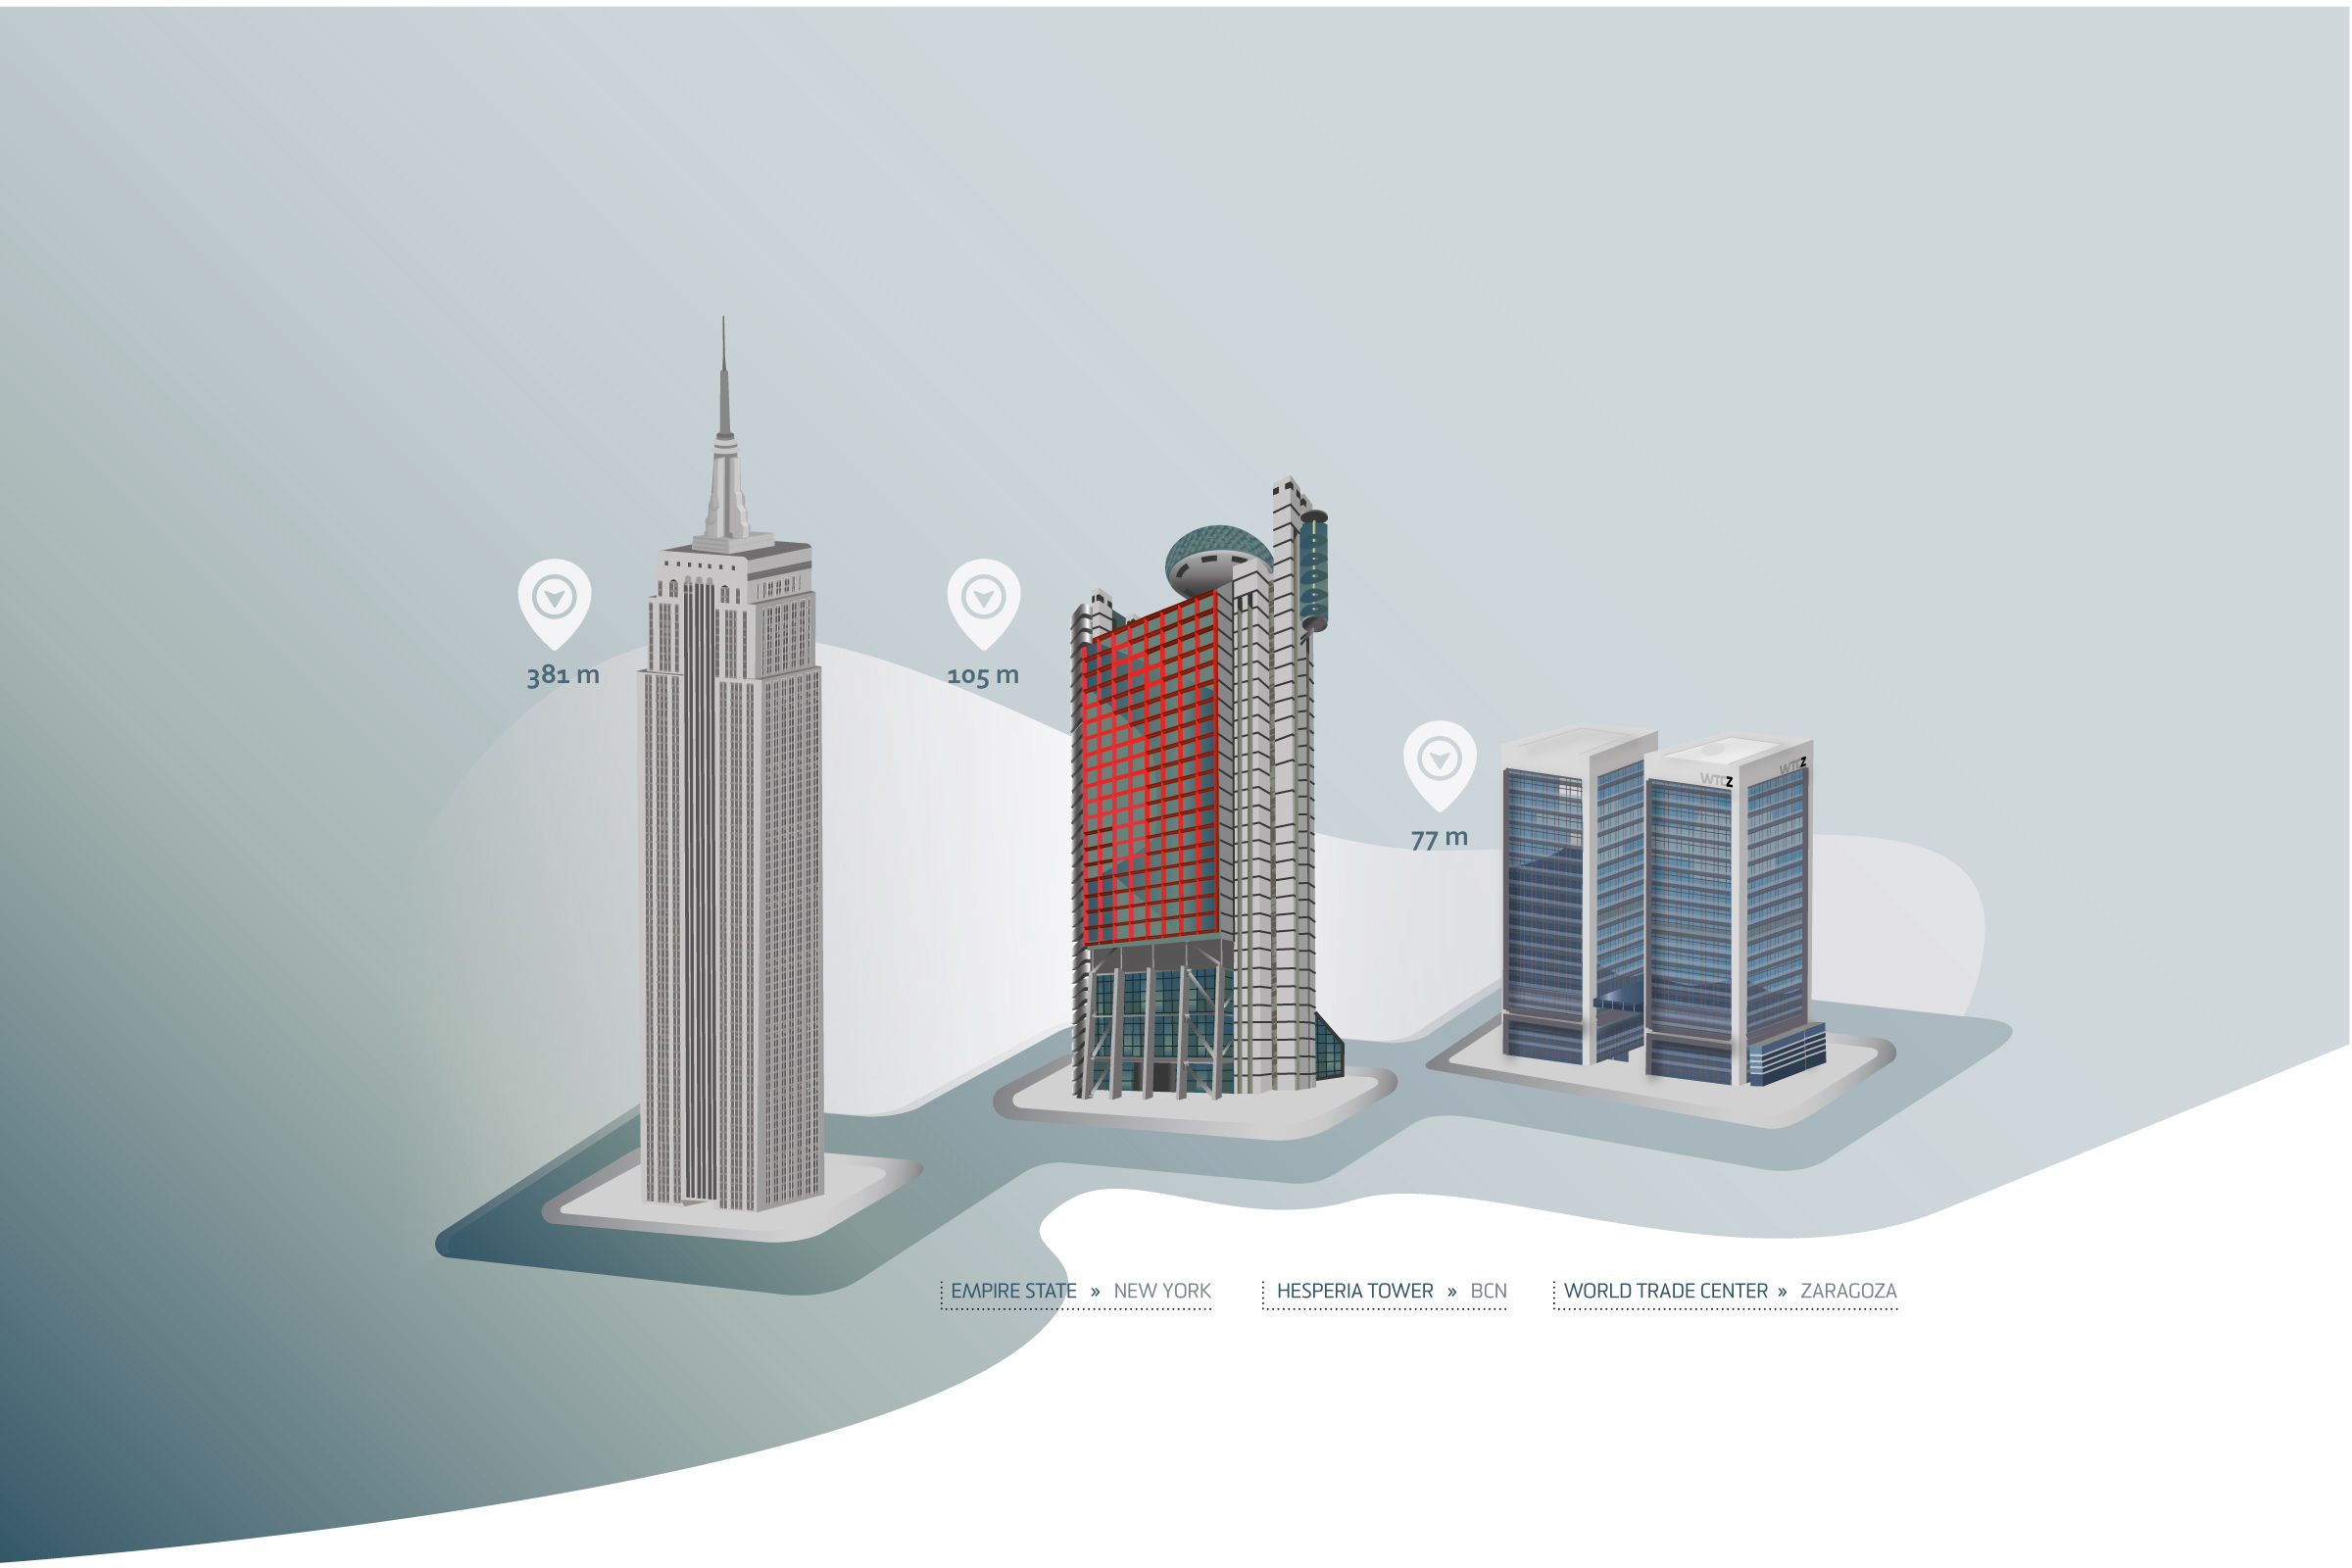 381 m
105 m
77 m
WTCZ
WTCZ
EMPIRE STATE » NEW YORK
HESPERIA TOWER » BCN
WORLD TRADE CENTER » ZARAGOZA